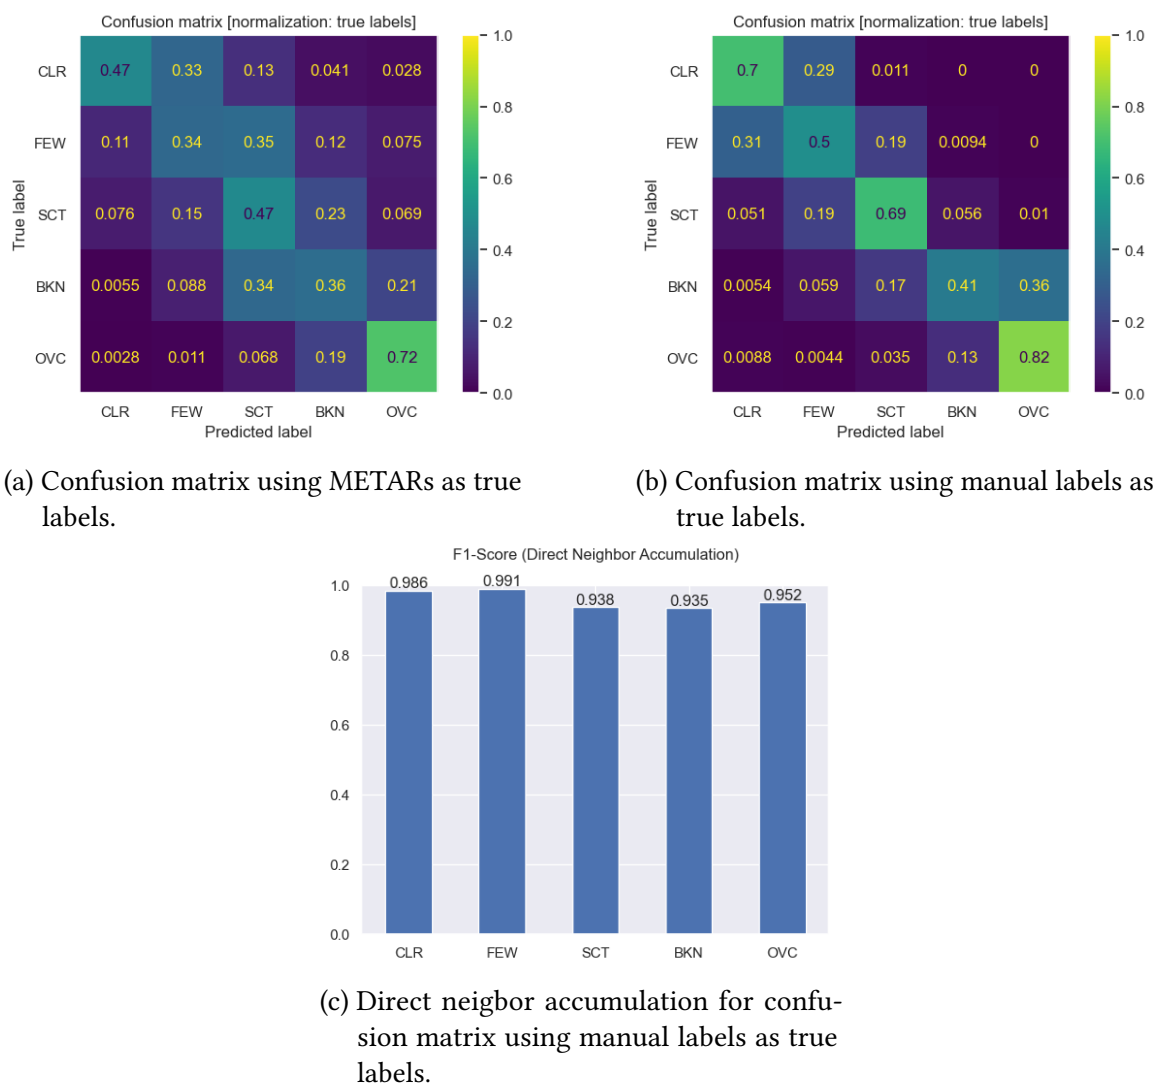 Confusion matrix [normalization: true labels]
True label
CLR 0.47 0.33 0.13 0.041 0.028
FEW 0.11 0.34 0.35 0.12 0.075
SCT 0.076 0.15 0.47 0.23 0.069
BKN 0.0055 0.088 0.34 0.36 0.21
OVC 0.0028 0.011 0.068 0.19 0.72
CLR FEW SCT BKN OVC
Predicted label
1.0
0.8
0.6
0.4
0.2
0.0
(a) Confusion matrix using METARs as true
labels.
Confusion matrix [normalization: true labels]
True label
CLR 0.7 0.29 0.011 0 0
FEW 0.31 0.5 0.19 0.0094 0
SCT 0.051 0.19 0.69 0.056 0.01
BKN 0.0054 0.059 0.17 0.41 0.36
OVC 0.0088 0.0044 0.035 0.13 0.82
CLR FEW SCT BKN OVC
Predicted label
1.0
0.8
0.6
0.4
0.2
0.0
(b) Confusion matrix using manual labels as
true labels.
F1-Score (Direct Neighbor Accumulation)
1.0
0.8
0.6
0.4
0.2
0.0
0.986 0.991 0.938 0.935 0.952
CLR FEW SCT BKN OVC
(c) Direct neigbor accumulation for confu-
sion matrix using manual labels as true
labels.